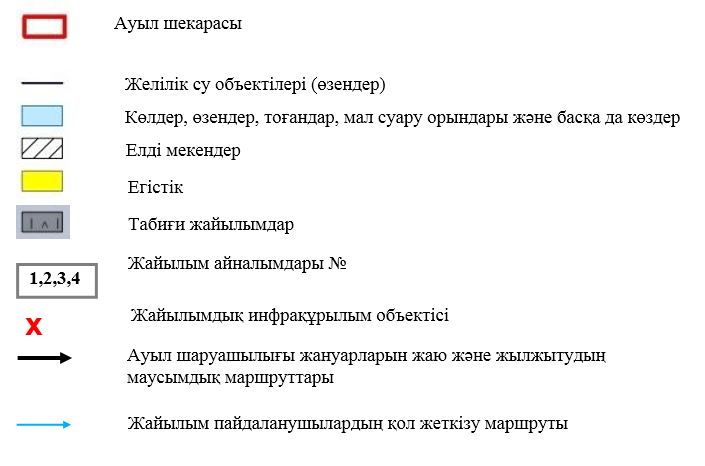 Ауыл шекарасы
Желілік су объектілері (өзендер)
Көлдер, өзендер, тоғандар, мал суару орындары және басқа да көздер
Елді мекендер
Егістік
Табиғи жайылымдар
Жайылым айналымдары №
1,2,3,4
Жайылымдық инфрақұрылым объектісі
X
Ауыл шаруашылығы жануарларын жаю және жылжытудың
маусымдық маршруттары
Жайылым пайдаланушылардың қол жеткізу маршруты